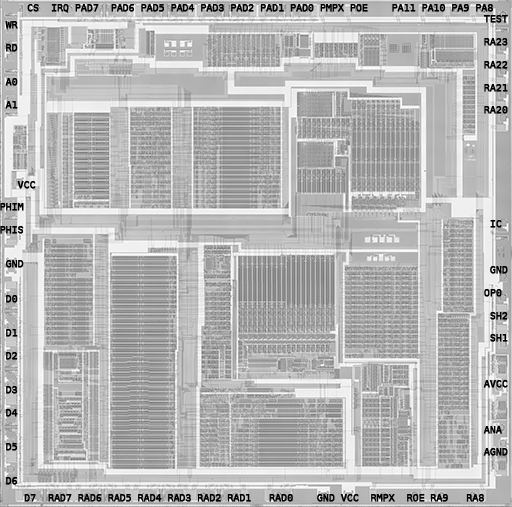 CS IRQ PAD7 PAD6 PAD5 PAD4 PAD3 PAD2 PAD1 PAD0 PMPX POE PA11 PA10 PA9 PA8
WR
RD
A0
A1
VCC
PHIM
PHIS
GND
D0
D1
D2
D3
D4
D5
D6
TEST
RA23
RA22
RA21
RA20
IC
GND
OP0
SH2
SH1
AVCC
ANA
AGND
D7 RAD7 RAD6 RAD5 RAD4 RAD3 RAD2 RAD1 RAD0 GND VCC RMPX ROE RA9 RA8